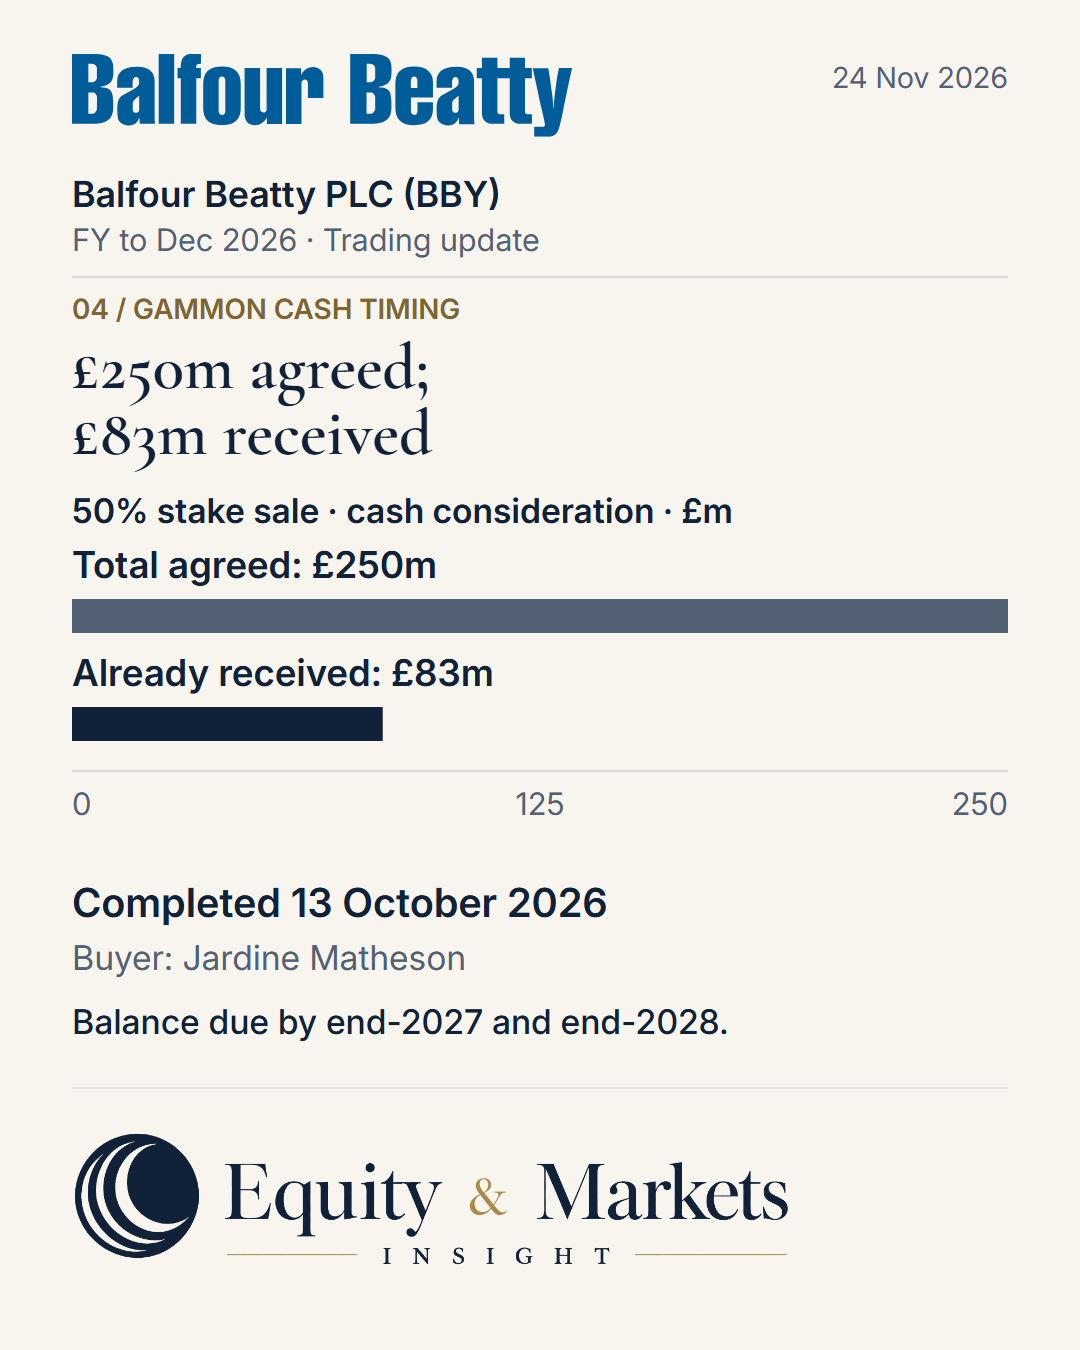 Balfour Beatty
24 Nov 2026
Balfour Beatty PLC (BBY)
FY to Dec 2026 · Trading update
04 / GAMMON CASH TIMING
£250m agreed;
£83m received
50% stake sale · cash consideration · £m
Total agreed: £250m
Already received: £83m
0 125 250
Completed 13 October 2026
Buyer: Jardine Matheson
Balance due by end-2027 and end-2028.
Equity & Markets
INSIGHT